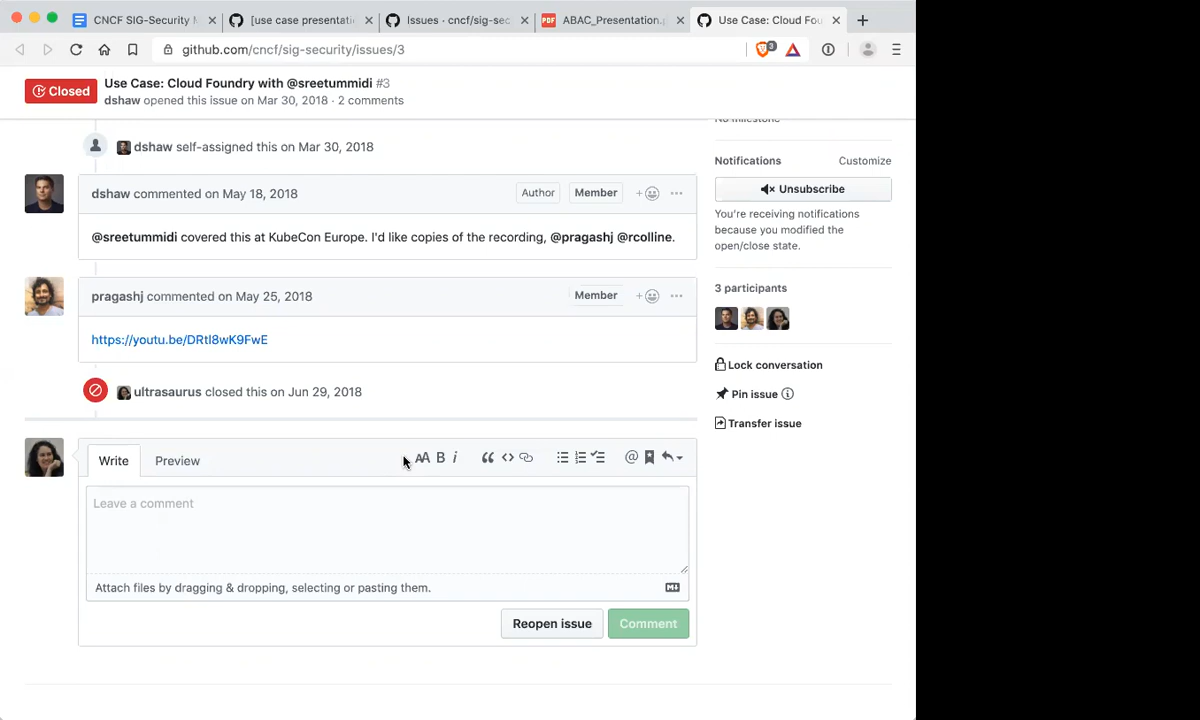 CNCF SIG-Security M
[use case presentatio
Issues · cncf/sig-sec
ABAC_Presentation.p
Use Case: Cloud Fou
github.com/cncf/sig-security/issues/3
3
Closed
Use Case: Cloud Foundry with @sreetummidi #3
dshaw opened this issue on Mar 30, 2018 · 2 comments
No milestone
dshaw self-assigned this on Mar 30, 2018
Notifications Customize
Unsubscribe
You're receiving notifications
because you modified the
open/close state.
dshaw commented on May 18, 2018
Author Member
@sreetummidi covered this at KubeCon Europe. I'd like copies of the recording, @pragashj @rcolline.
3 participants
pragashj commented on May 25, 2018
Member
https://youtu.be/DRtI8wK9FwE
Lock conversation
Pin issue
Transfer issue
ultrasaurus closed this on Jun 29, 2018
Write Preview
AA B i
Leave a comment
Attach files by dragging & dropping, selecting or pasting them.
Reopen issue Comment